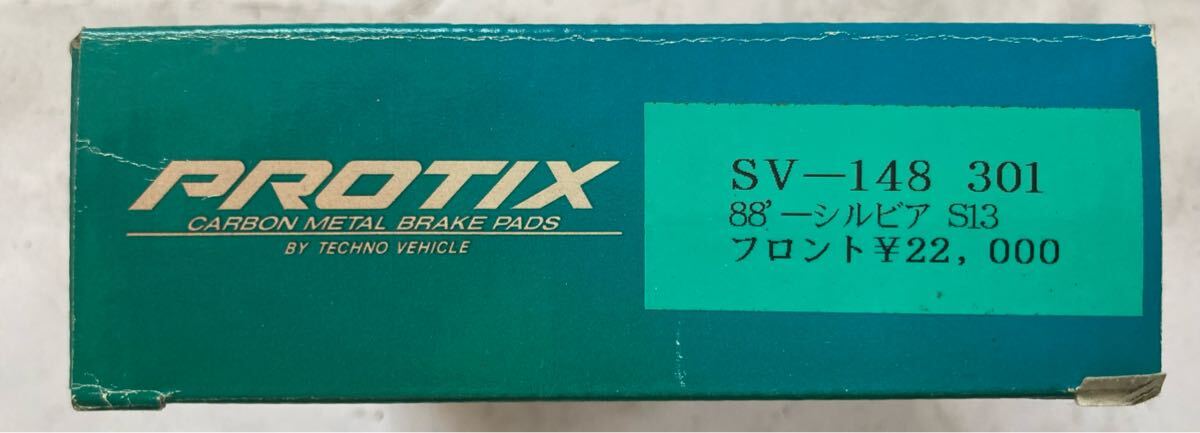 PROTIX
CARBON METAL BRAKE PADS
BY TECHNO VEHICLE
SV—148 301
88’—シルビア S13
フロント¥22, 000